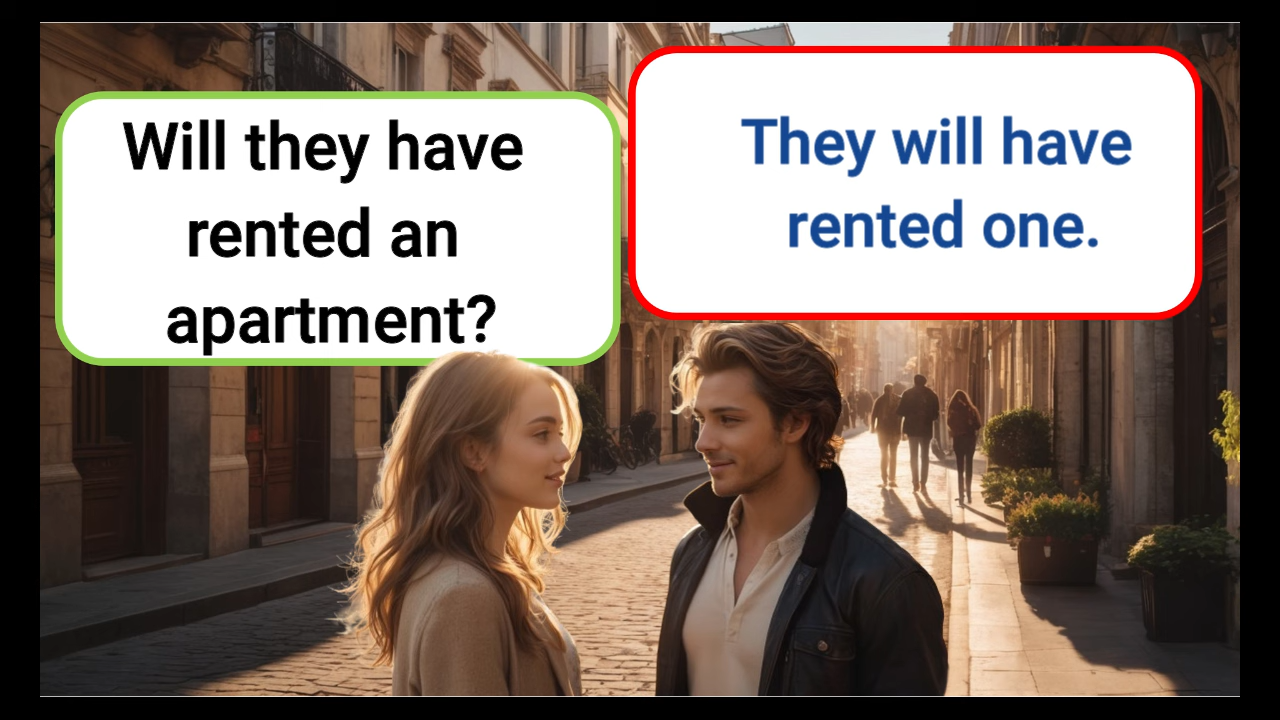 Will they have
rented an
apartment?
They will have
rented one.